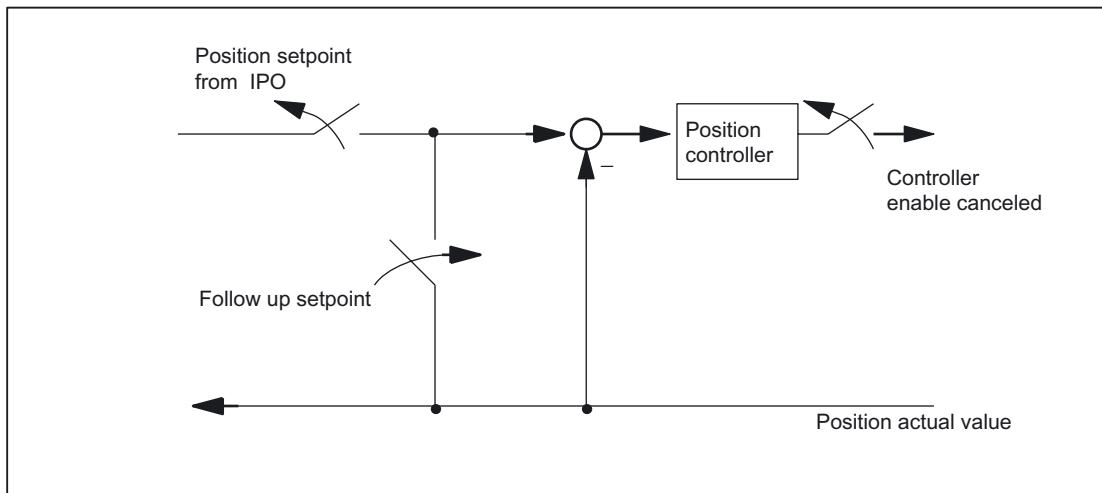 Position setpoint
from IPO
Position
controller
–
Controller
enable canceled
Follow up setpoint
Position actual value